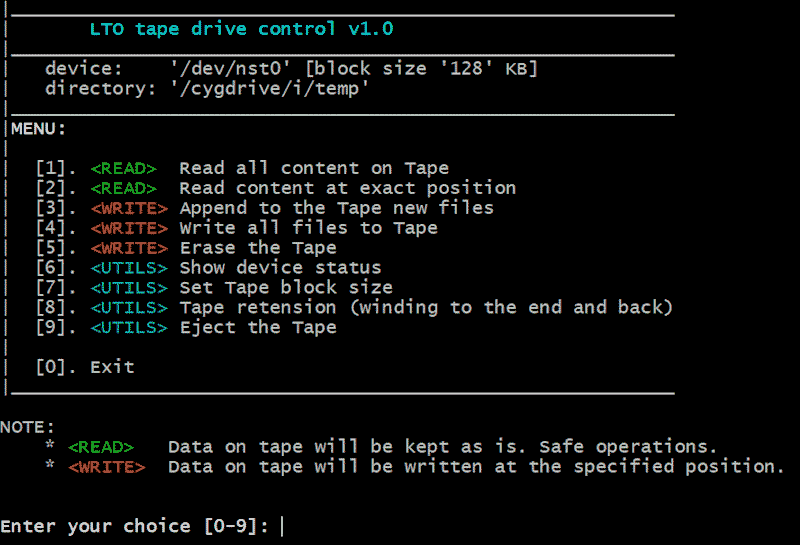 LTO tape drive control v1.0
device: '/dev/nst0' [block size '128' KB]
directory: '/cygdrive/i/temp'
MENU:
[1]. <READ> Read all content on Tape
[2]. <READ> Read content at exact position
[3]. <WRITE> Append to the Tape new files
[4]. <WRITE> Write all files to Tape
[5]. <WRITE> Erase the Tape
[6]. <UTILS> Show device status
[7]. <UTILS> Set Tape block size
[8]. <UTILS> Tape retension (winding to the end and back)
[9]. <UTILS> Eject the Tape
[0]. Exit
NOTE:
* <READ> Data on tape will be kept as is. Safe operations.
* <WRITE> Data on tape will be written at the specified position.
Enter your choice [0-9]: